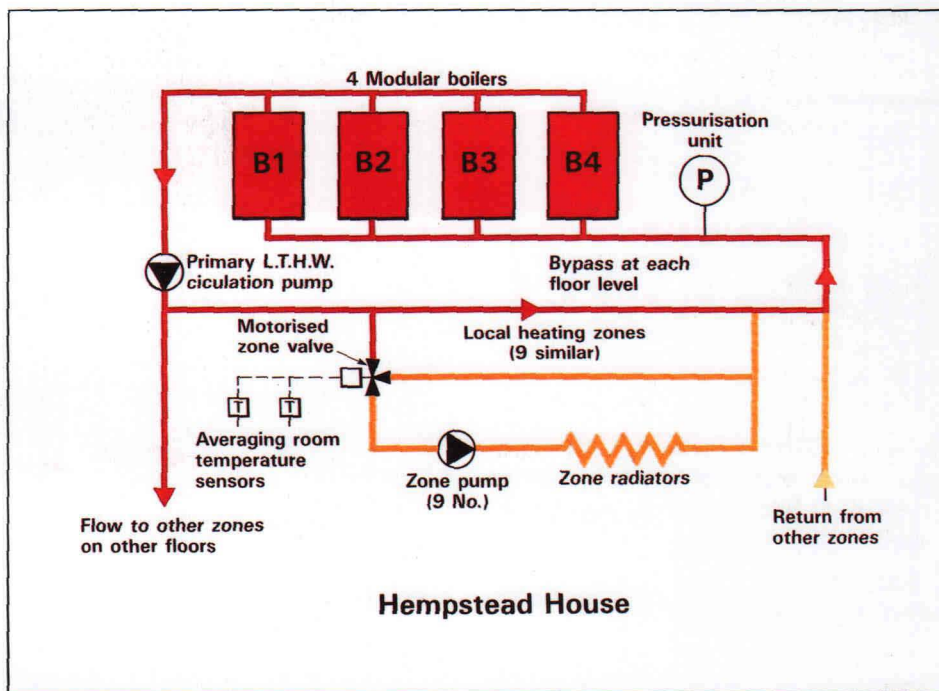 4 Modular boilers
Pressurisation
unit
B1
B2
B3
B4
P
Primary L.T.H.W.
ciculation pump
Bypass at each
floor level
Motorised
zone valve
Local heating zones
(9 similar)
T
T
Averaging room
temperature
sensors
Zone pump
(9 No.)
Zone radiators
Flow to other zones
on other floors
Return from
other zones
Hempstead House